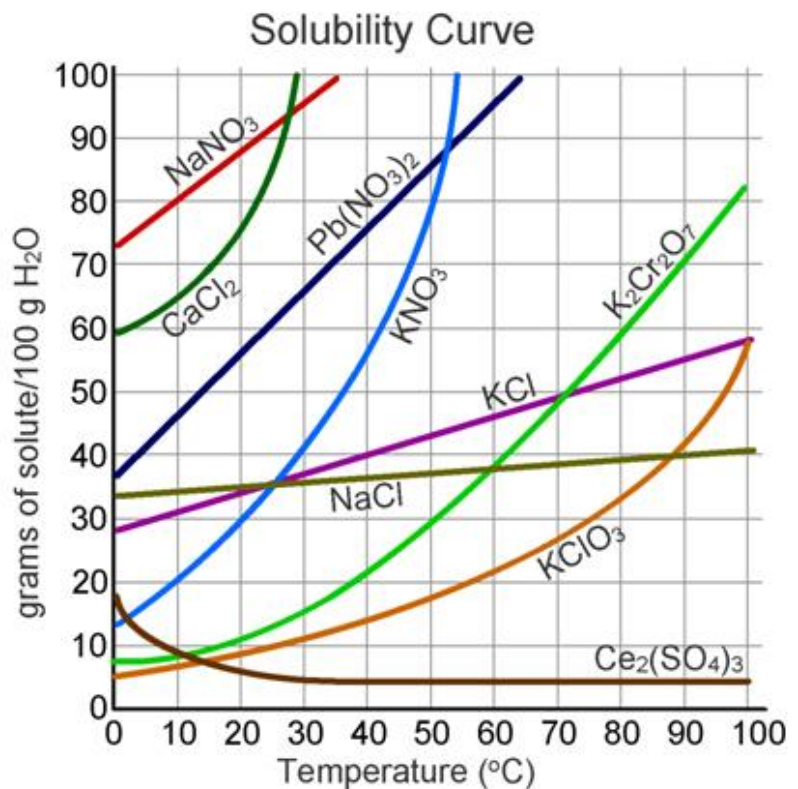 Solubility Curve
grams of solute/100 g H₂O
100
90
80
70
60
50
40
30
20
10
0
NaNO₃
CaCl₂
Pb(NO₃)₂
KNO₃
K₂Cr₂O₇
KCl
NaCl
KClO₃
Ce₂(SO₄)₃
0 10 20 30 40 50 60 70 80 90 100
Temperature (°C)